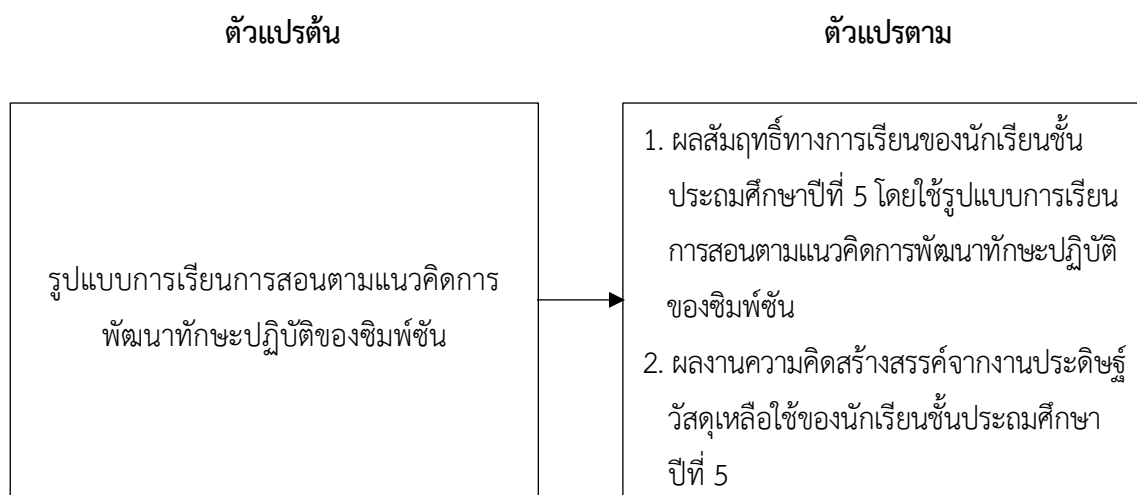 ตัวแปรต้น
ตัวแปรตาม
รูปแบบการเรียนการสอนตามแนวคิดการ
พัฒนาทักษะปฏิบัติของซิมพ์ซัน
1. ผลสัมฤทธิ์ทางการเรียนของนักเรียนชั้น
ประถมศึกษาปีที่ 5 โดยใช้รูปแบบการเรียน
การสอนตามแนวคิดการพัฒนาทักษะปฏิบัติ
ของซิมพ์ซัน
2. ผลงานความคิดสร้างสรรค์จากงานประดิษฐ์
วัสดุเหลือใช้ของนักเรียนชั้นประถมศึกษา
ปีที่ 5